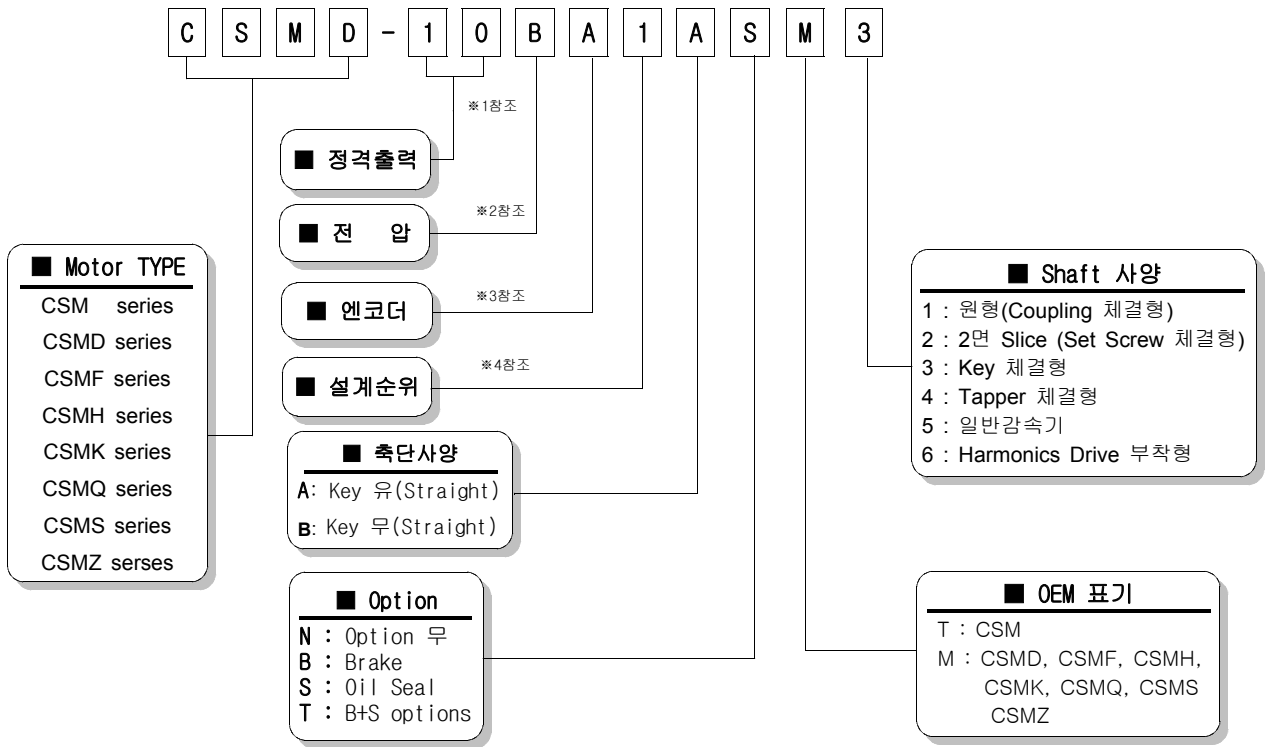 C S M D - 1 0 B A 1 A S M 3
※1참조
■ 정격출력
※2참조
■ 전 압
※3참조
■ 엔코더
※4참조
■ 설계순위
■ Motor TYPE
CSM series
CSMD series
CSMF series
CSMH series
CSMK series
CSMQ series
CSMS series
CSMZ serses
■ 축단사양
A: Key 유(Straight)
B: Key 무(Straight)
■ Option
N : Option 무
B : Brake
S : Oil Seal
T : B+S options
■ Shaft 사양
1 : 원형(Coupling 체결형)
2 : 2면 Slice (Set Screw 체결형)
3 : Key 체결형
4 : Tapper 체결형
5 : 일반감속기
6 : Harmonics Drive 부착형
■ OEM 표기
T : CSM
M : CSMD, CSMF, CSMH,
CSMK, CSMQ, CSMS
CSMZ